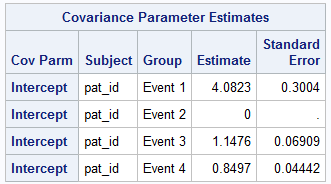 Covariance Parameter Estimates
Cov Parm Subject Group Estimate Standard Error
Intercept pat_id Event 1 4.0823 0.3004
Intercept pat_id Event 2 0 .
Intercept pat_id Event 3 1.1476 0.06909
Intercept pat_id Event 4 0.8497 0.04442